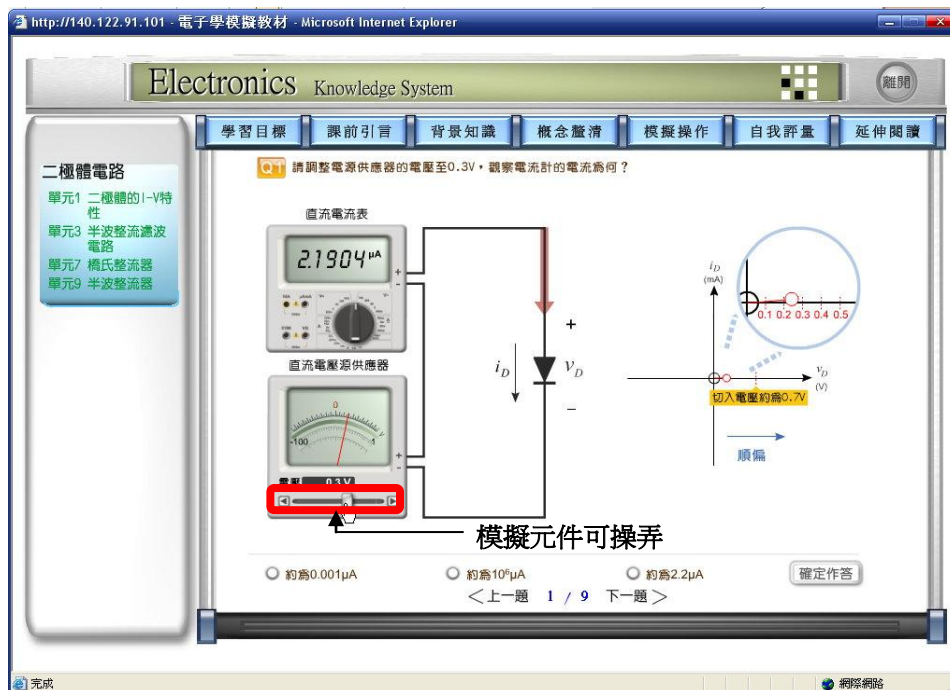 http://140.122.91.101 - 電子學模擬教材 - Microsoft Internet Explorer
Electronics Knowledge System
離開
學習目標 課前引言 背景知識 概念釐清 模擬操作 自我評量 延伸閱讀
二極體電路
單元1 二極體的I-V特
性
單元3 半波整流濾波
電路
單元7 橋氏整流器
單元9 半波整流器
Q1 請調整電源供應器的電壓至0.3V，觀察電流計的電流為何？
直流電流表
2.1904 μA
+
-
直流電壓源供應器
0
-100 1
V
+
-
電壓 0.3 V
iD
+
vD
−
iD
(mA)
0.1 0.2 0.3 0.4 0.5
vD
(V)
切入電壓約為0.7V
順偏
模擬元件可操弄
約為0.001μA 約為10⁶μA 約為2.2μA 確定作答
＜上一題 1 / 9 下一題＞
完成 網際網路